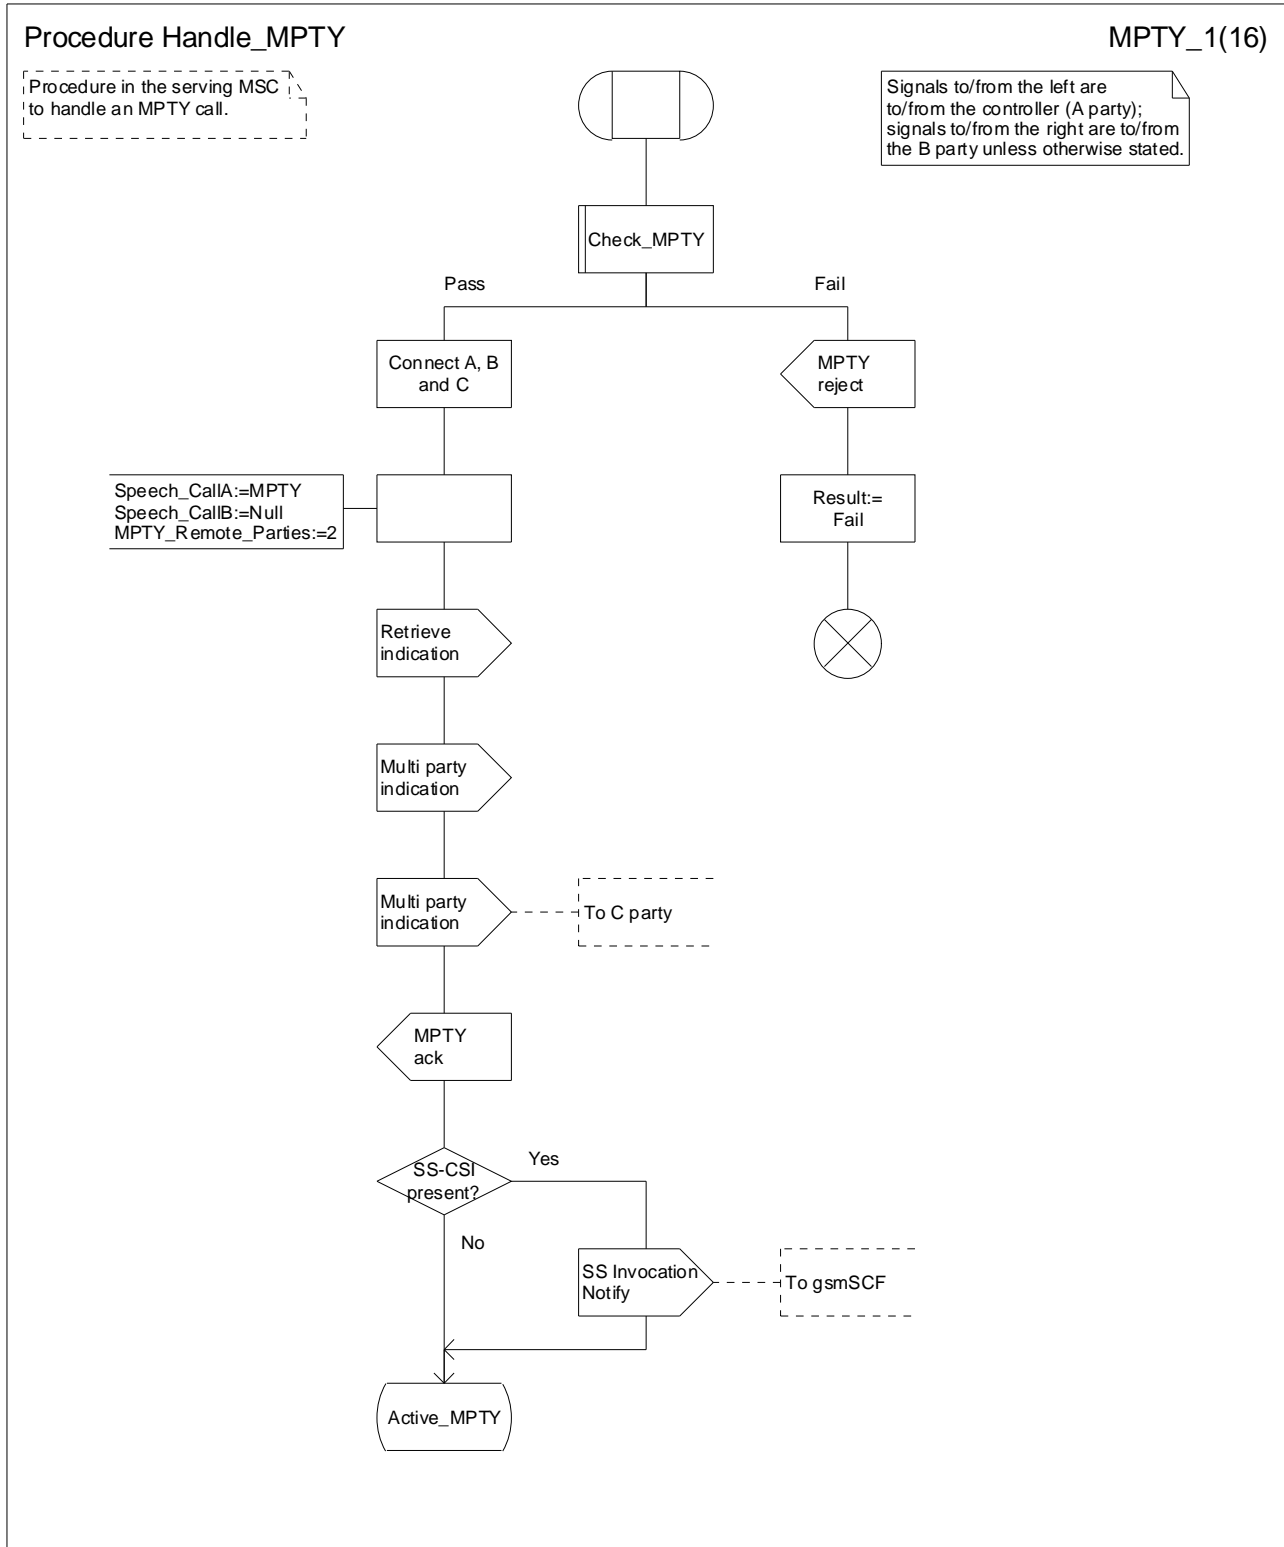 Procedure Handle_MPTY
MPTY_1(16)
Procedure in the serving MSC
to handle an MPTY call.
Signals to/from the left are
to/from the controller (A party);
signals to/from the right are to/from
the B party unless otherwise stated.
Check_MPTY
Pass
Fail
Connect A, B
and C
MPTY
reject
Speech_CallA:=MPTY
Speech_CallB:=Null
MPTY_Remote_Parties:=2
Result:=
Fail
Retrieve
indication
Multi party
indication
Multi party
indication
To C party
MPTY
ack
SS-CSI
present?
Yes
No
SS Invocation
Notify
To gsmSCF
Active_MPTY